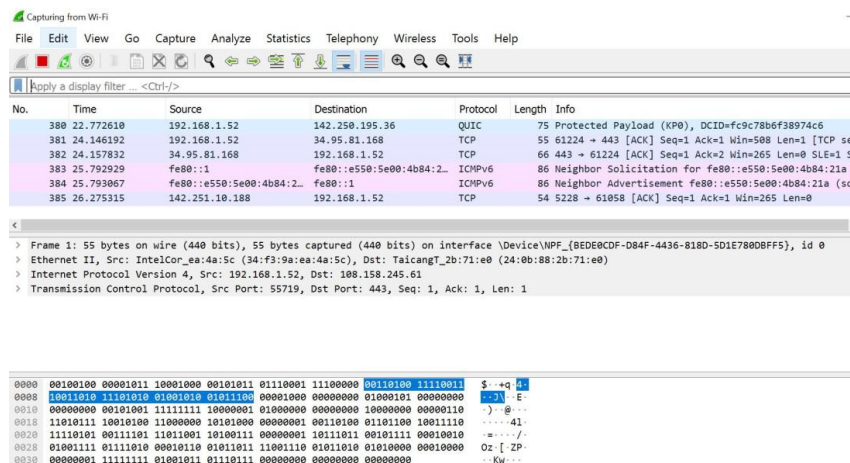 Capturing from Wi-Fi
File Edit View Go Capture Analyze Statistics Telephony Wireless Tools Help
Apply a display filter ... <Ctrl-/>
No. Time Source Destination Protocol Length Info
380 22.772610 192.168.1.52 142.250.195.36 QUIC 75 Protected Payload (KP0), DCID=fc9c78b6f38974c6
381 24.146192 192.168.1.52 34.95.81.168 TCP 55 61224 → 443 [ACK] Seq=1 Ack=1 Win=508 Len=1 [TCP se
382 24.157832 34.95.81.168 192.168.1.52 TCP 66 443 → 61224 [ACK] Seq=1 Ack=2 Win=265 Len=0 SLE=1 S
383 25.792929 fe80::1 fe80::e550:5e00:4b84:2… ICMPv6 86 Neighbor Solicitation for fe80::e550:5e00:4b84:21a
384 25.793067 fe80::e550:5e00:4b84:2… fe80::1 ICMPv6 86 Neighbor Advertisement fe80::e550:5e00:4b84:21a (so
385 26.275315 142.251.10.188 192.168.1.52 TCP 54 5228 → 61058 [ACK] Seq=1 Ack=1 Win=265 Len=0
> Frame 1: 55 bytes on wire (440 bits), 55 bytes captured (440 bits) on interface \Device\NPF_{BEDE0CDF-D84F-4436-818D-5D1E780DBFF5}, id 0
> Ethernet II, Src: IntelCor_ea:4a:5c (34:f3:9a:ea:4a:5c), Dst: TaicangT_2b:71:e0 (24:0b:88:2b:71:e0)
> Internet Protocol Version 4, Src: 192.168.1.52, Dst: 108.158.245.61
> Transmission Control Protocol, Src Port: 55719, Dst Port: 443, Seq: 1, Ack: 1, Len: 1
0000 00100100 00001011 10001000 00101011 01110001 11100000 00110100 11110011 $··+q·4·
0008 10011010 11101010 01001010 01011100 00001000 00000000 01000101 00000000 ··J\··E·
0010 00000000 00101001 11111111 10000001 01000000 00000000 10000000 00000110 ·)··@···
0018 11010111 10010100 11000000 10101000 00000001 00110100 01101100 10011110 ·····4l·
0020 11110101 00111101 11011001 10100111 00000001 10111011 00101111 00010010 ·=····/·
0028 01001111 01111010 00010110 01011011 11001110 01011010 01010000 00010000 Oz·[·ZP·
0030 00000001 11111111 01001011 01110111 00000000 00000000 00000000 ··Kw···